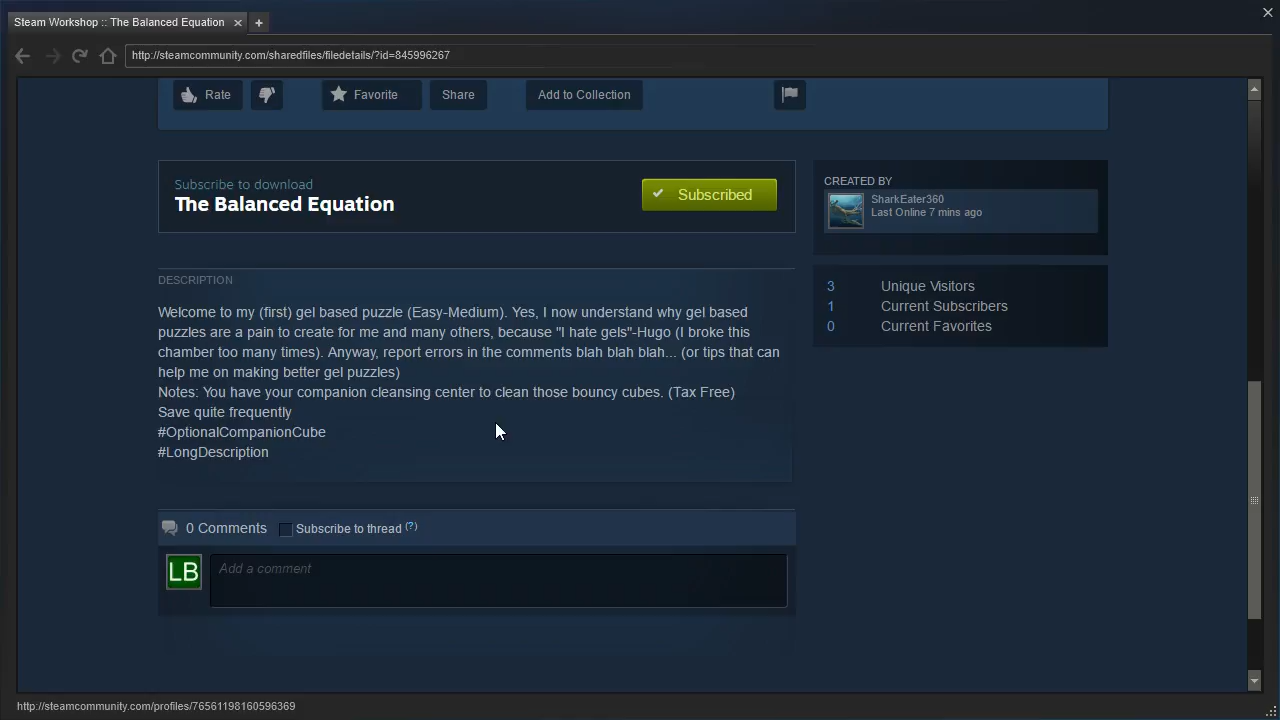 Steam Workshop :: The Balanced Equation
http://steamcommunity.com/sharedfiles/filedetails/?id=845996267
Rate
Favorite
Share
Add to Collection
Subscribe to download
The Balanced Equation
Subscribed
CREATED BY
SharkEater360
Last Online 7 mins ago
3 Unique Visitors
1 Current Subscribers
0 Current Favorites
DESCRIPTION
Welcome to my (first) gel based puzzle (Easy-Medium). Yes, I now understand why gel based
puzzles are a pain to create for me and many others, because "I hate gels"-Hugo (I broke this
chamber too many times). Anyway, report errors in the comments blah blah blah... (or tips that can
help me on making better gel puzzles)
Notes: You have your companion cleansing center to clean those bouncy cubes. (Tax Free)
Save quite frequently
#OptionalCompanionCube
#LongDescription
0 Comments
Subscribe to thread (?)
LB
Add a comment
http://steamcommunity.com/profiles/76561198160596369